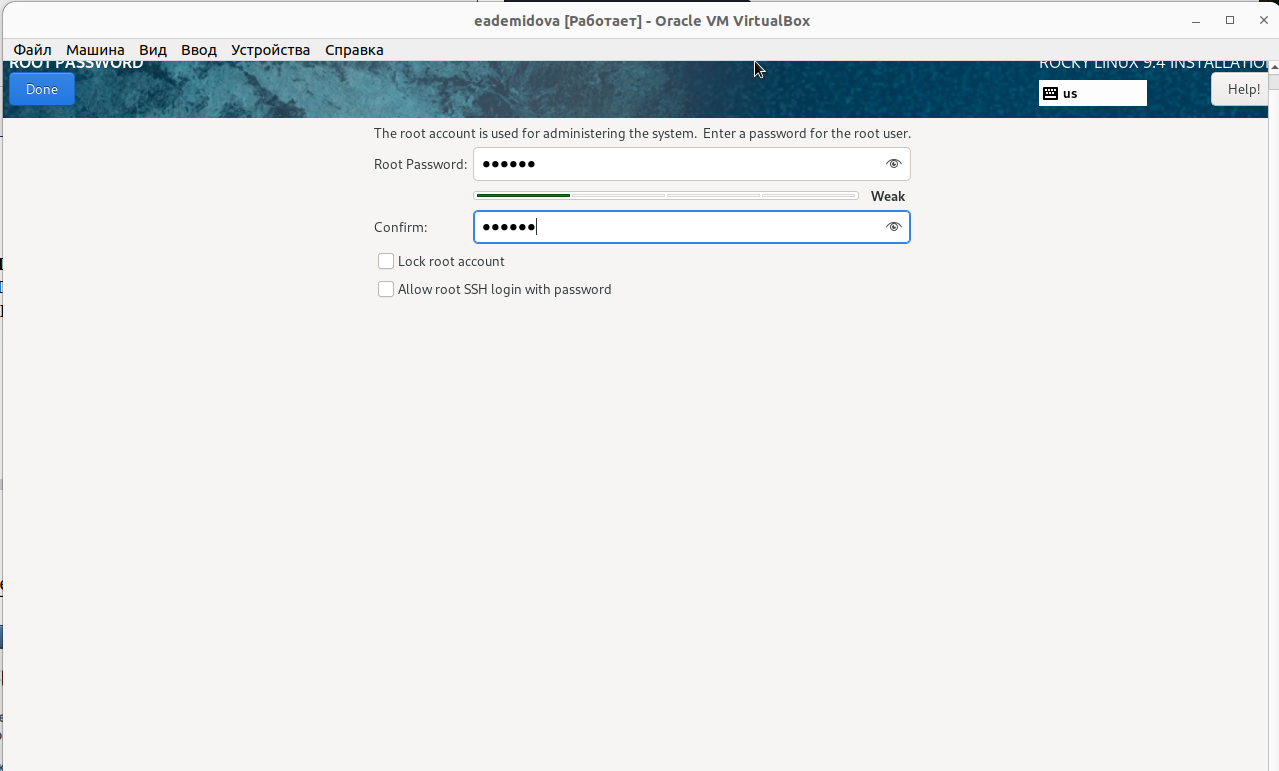 eademidova [Работает] - Oracle VM VirtualBox
Файл Машина Вид Ввод Устройства Справка
ROOT PASSWORD
ROCKY LINUX 9.4 INSTALLATION
Done
us
Help!
The root account is used for administering the system. Enter a password for the root user.
Root Password: ●●●●●●
Weak
Confirm: ●●●●●●
Lock root account
Allow root SSH login with password